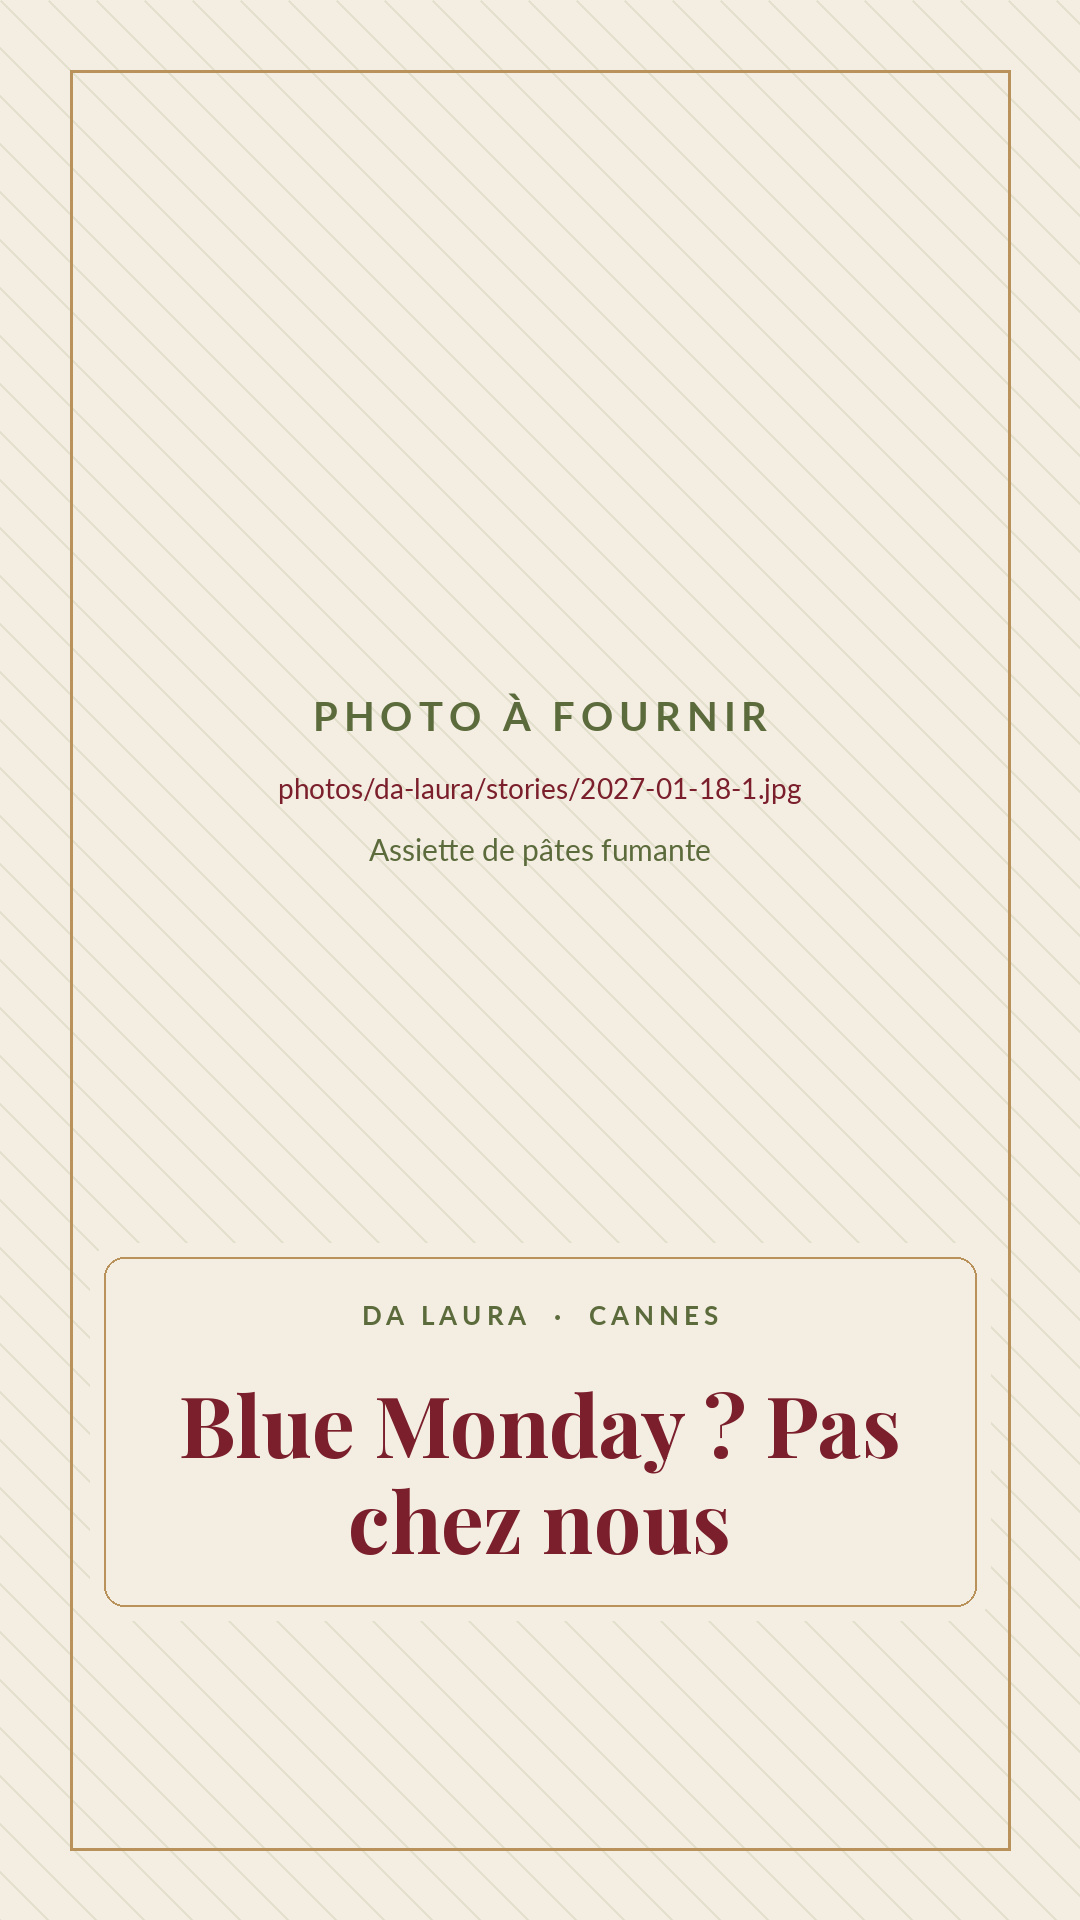 PHOTO À FOURNIR
photos/da-laura/stories/2027-01-18-1.jpg
Assiette de pâtes fumante
DA LAURA · CANNES
Blue Monday ? Pas
chez nous